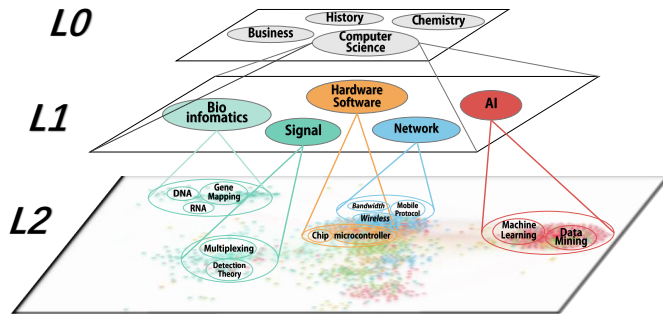 L0
History
Chemistry
Business
Computer
Science
L1
Hardware
Software
AI
Bio
infomatics
Signal
Network
L2
DNA
Gene
Mapping
RNA
Bandwidth
Mobile
Protocol
Wireless
Chip microcontroller
Machine
Learning
Data
Mining
Multiplexing
Detection
Theory